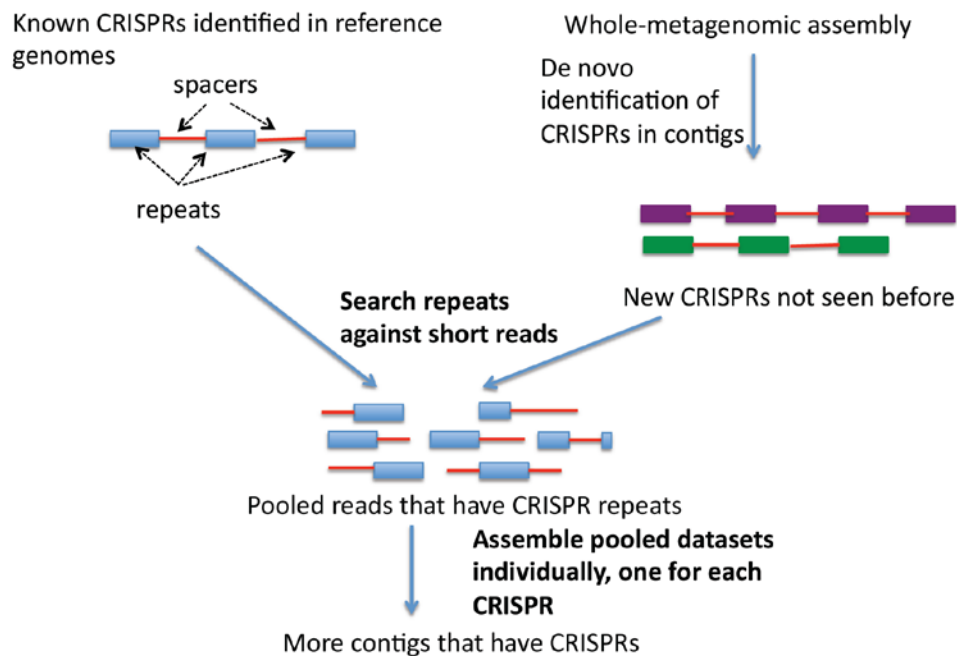 Known CRISPRs identified in reference
genomes
spacers
repeats
Whole-metagenomic assembly
De novo
identification of
CRISPRs in contigs
New CRISPRs not seen before
Search repeats
against short reads
Pooled reads that have CRISPR repeats
Assemble pooled datasets
individually, one for each
CRISPR
More contigs that have CRISPRs